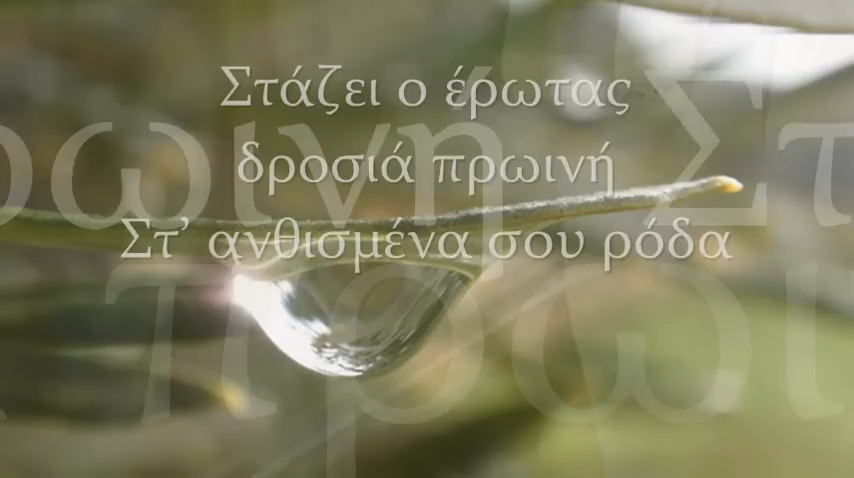 Στάζει ο έρωτας
δροσιά πρωινή
Στ’ ανθισμένα σου ρόδα